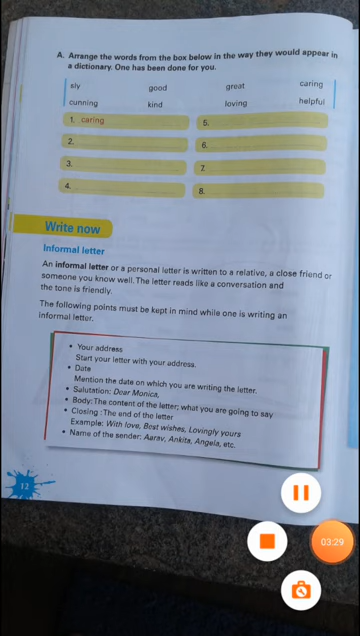 A. Arrange the words from the box below in the way they would appear in
a dictionary. One has been done for you.
sly good great caring
cunning kind loving helpful
1. caring 5.
2. 6.
3. 7.
4. 8.
Write now
Informal letter
An informal letter or a personal letter is written to a relative, a close friend or
someone you know well. The letter reads like a conversation and
the tone is friendly.
The following points must be kept in mind while one is writing an
informal letter.
• Your address
Start your letter with your address.
• Date
Mention the date on which you are writing the letter.
• Salutation: Dear Monica,
• Body: The content of the letter; what you are going to say
• Closing : The end of the letter
Example: With love, Best wishes, Lovingly yours
• Name of the sender: Aarav, Ankita, Angela, etc.
12
03:29